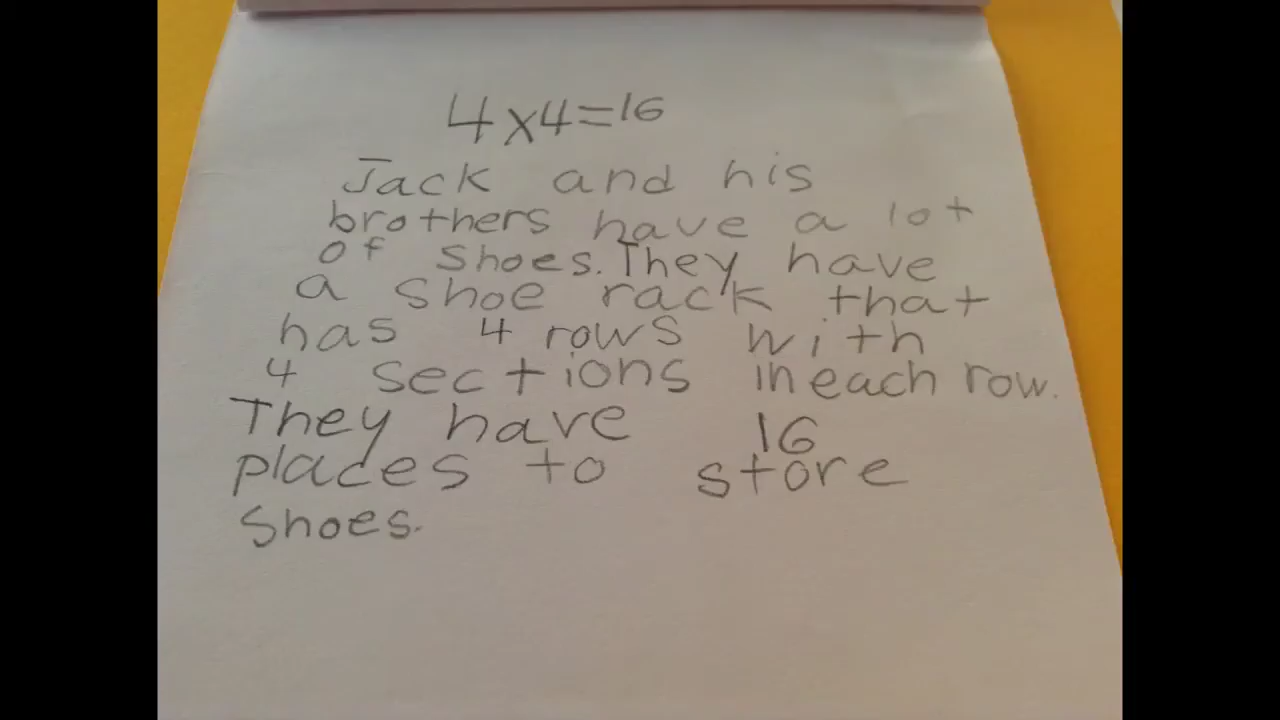 4x4=16
Jack and his
brothers have a lot
of shoes. They have
a shoe rack that
has 4 rows with
4 sections in each row.
They have 16
places to store
shoes.